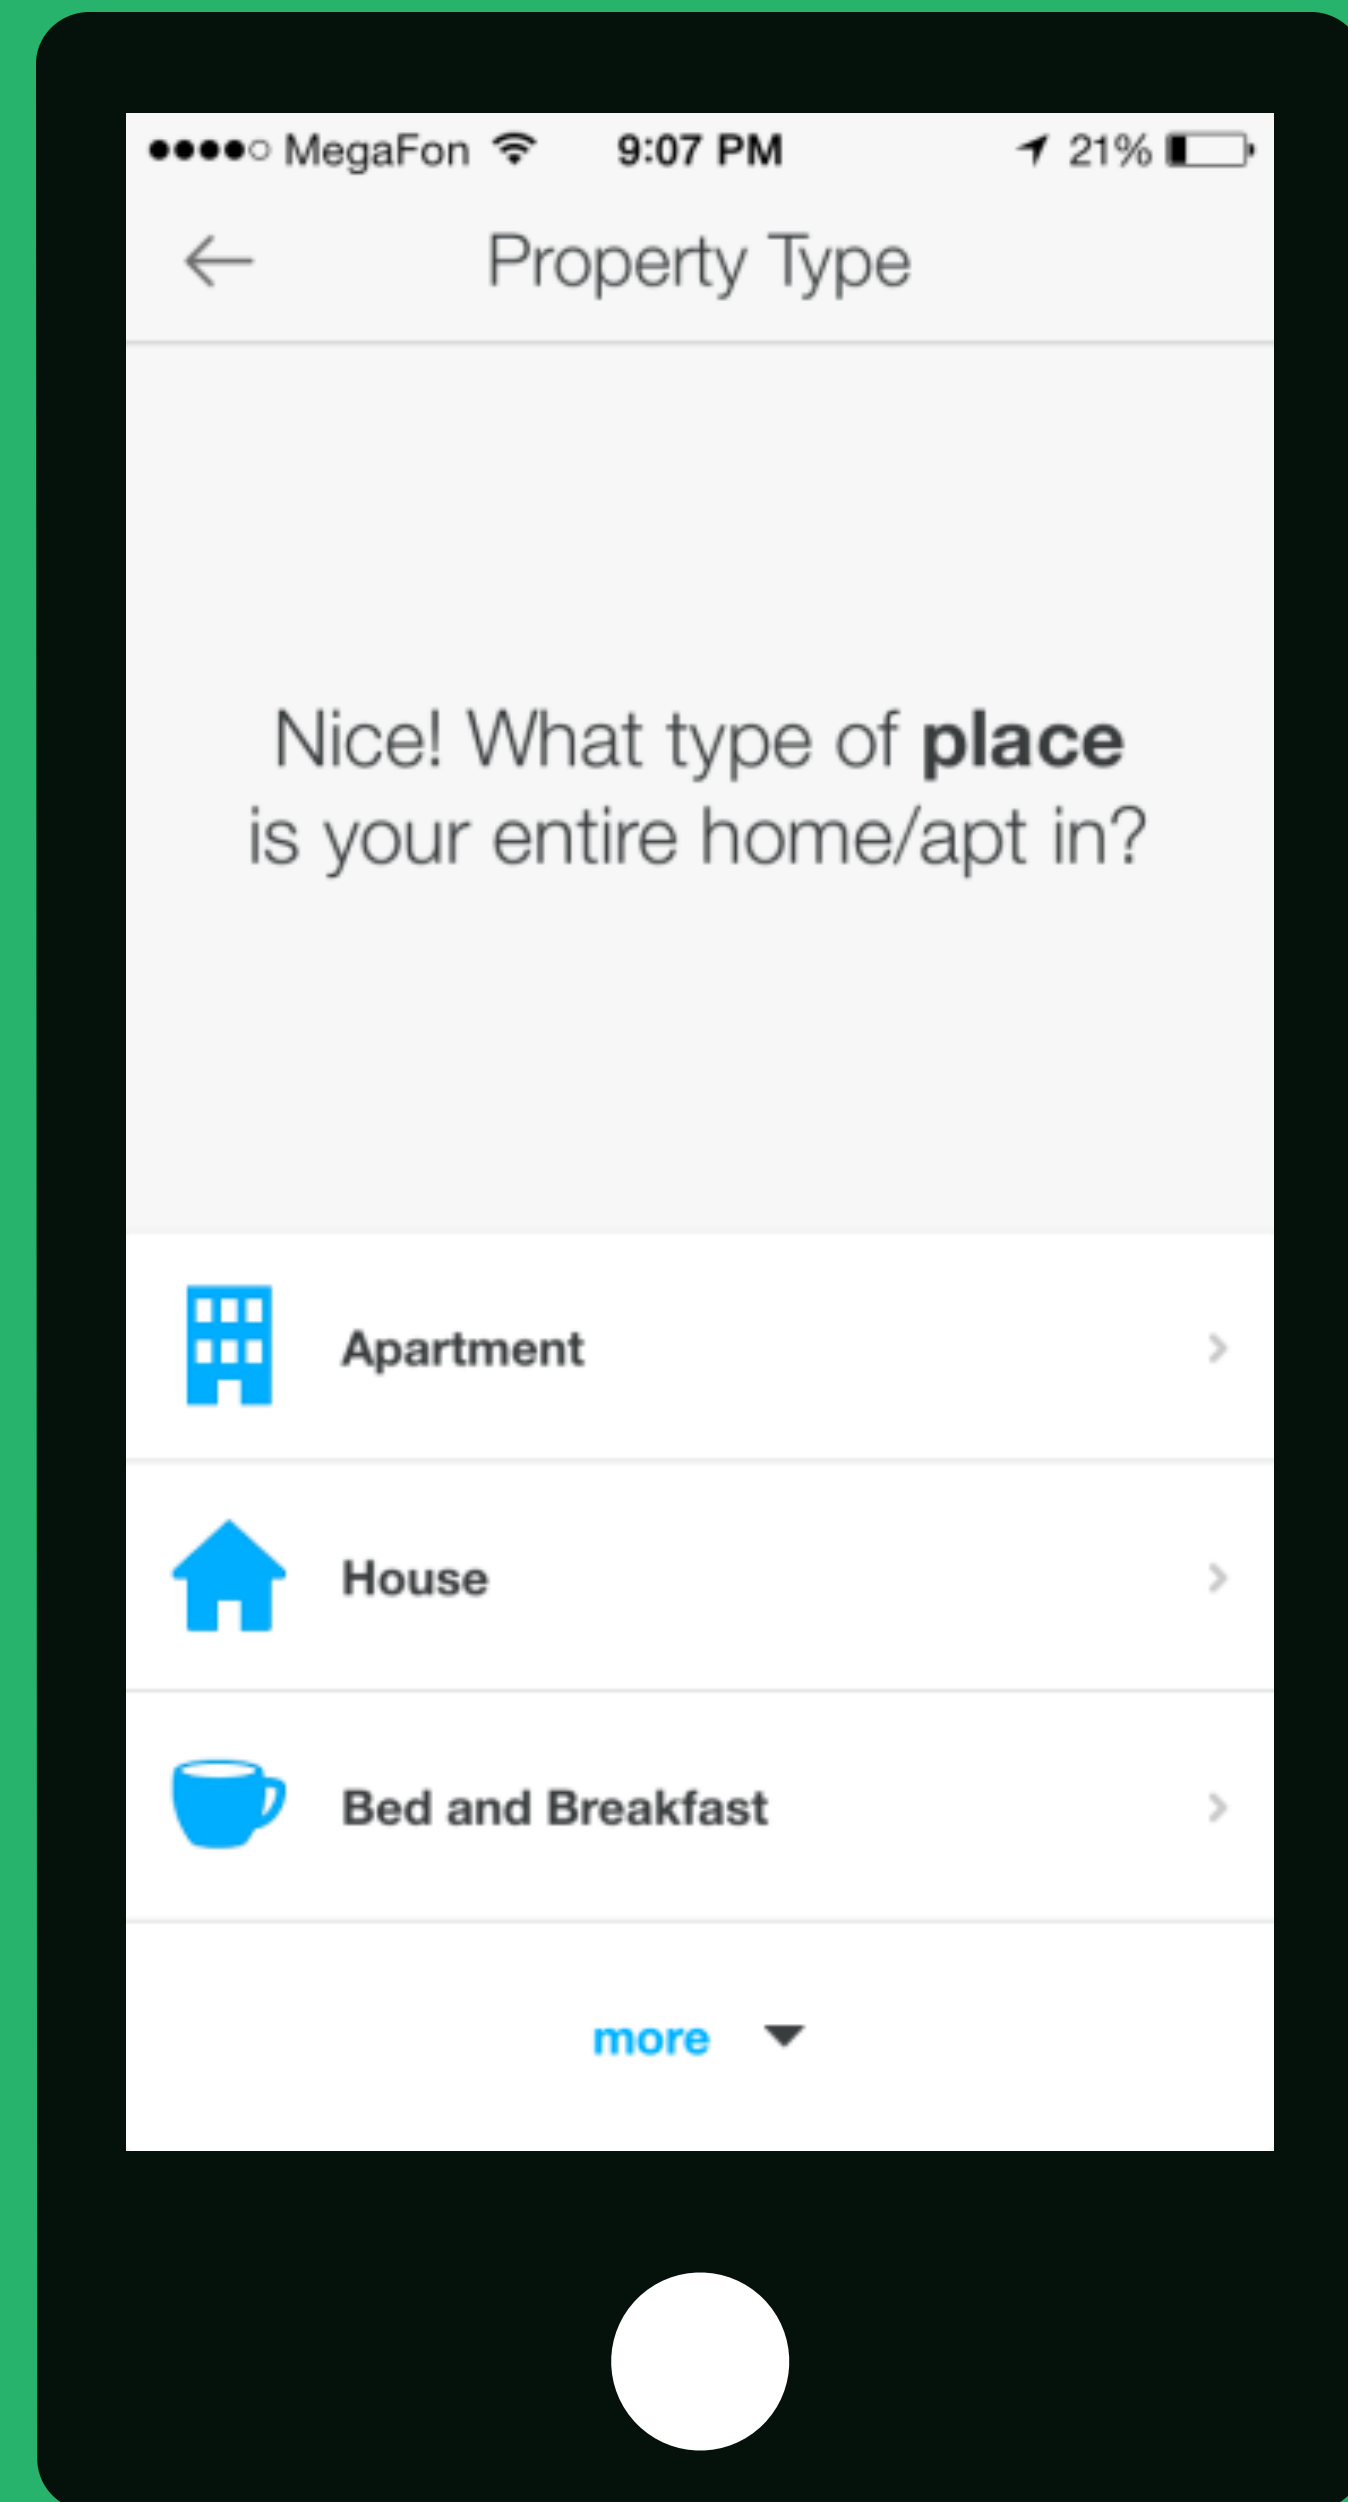 MegaFon 9:07 PM 21%
Property Type
Nice! What type of place
is your entire home/apt in?
Apartment
House
Bed and Breakfast
more